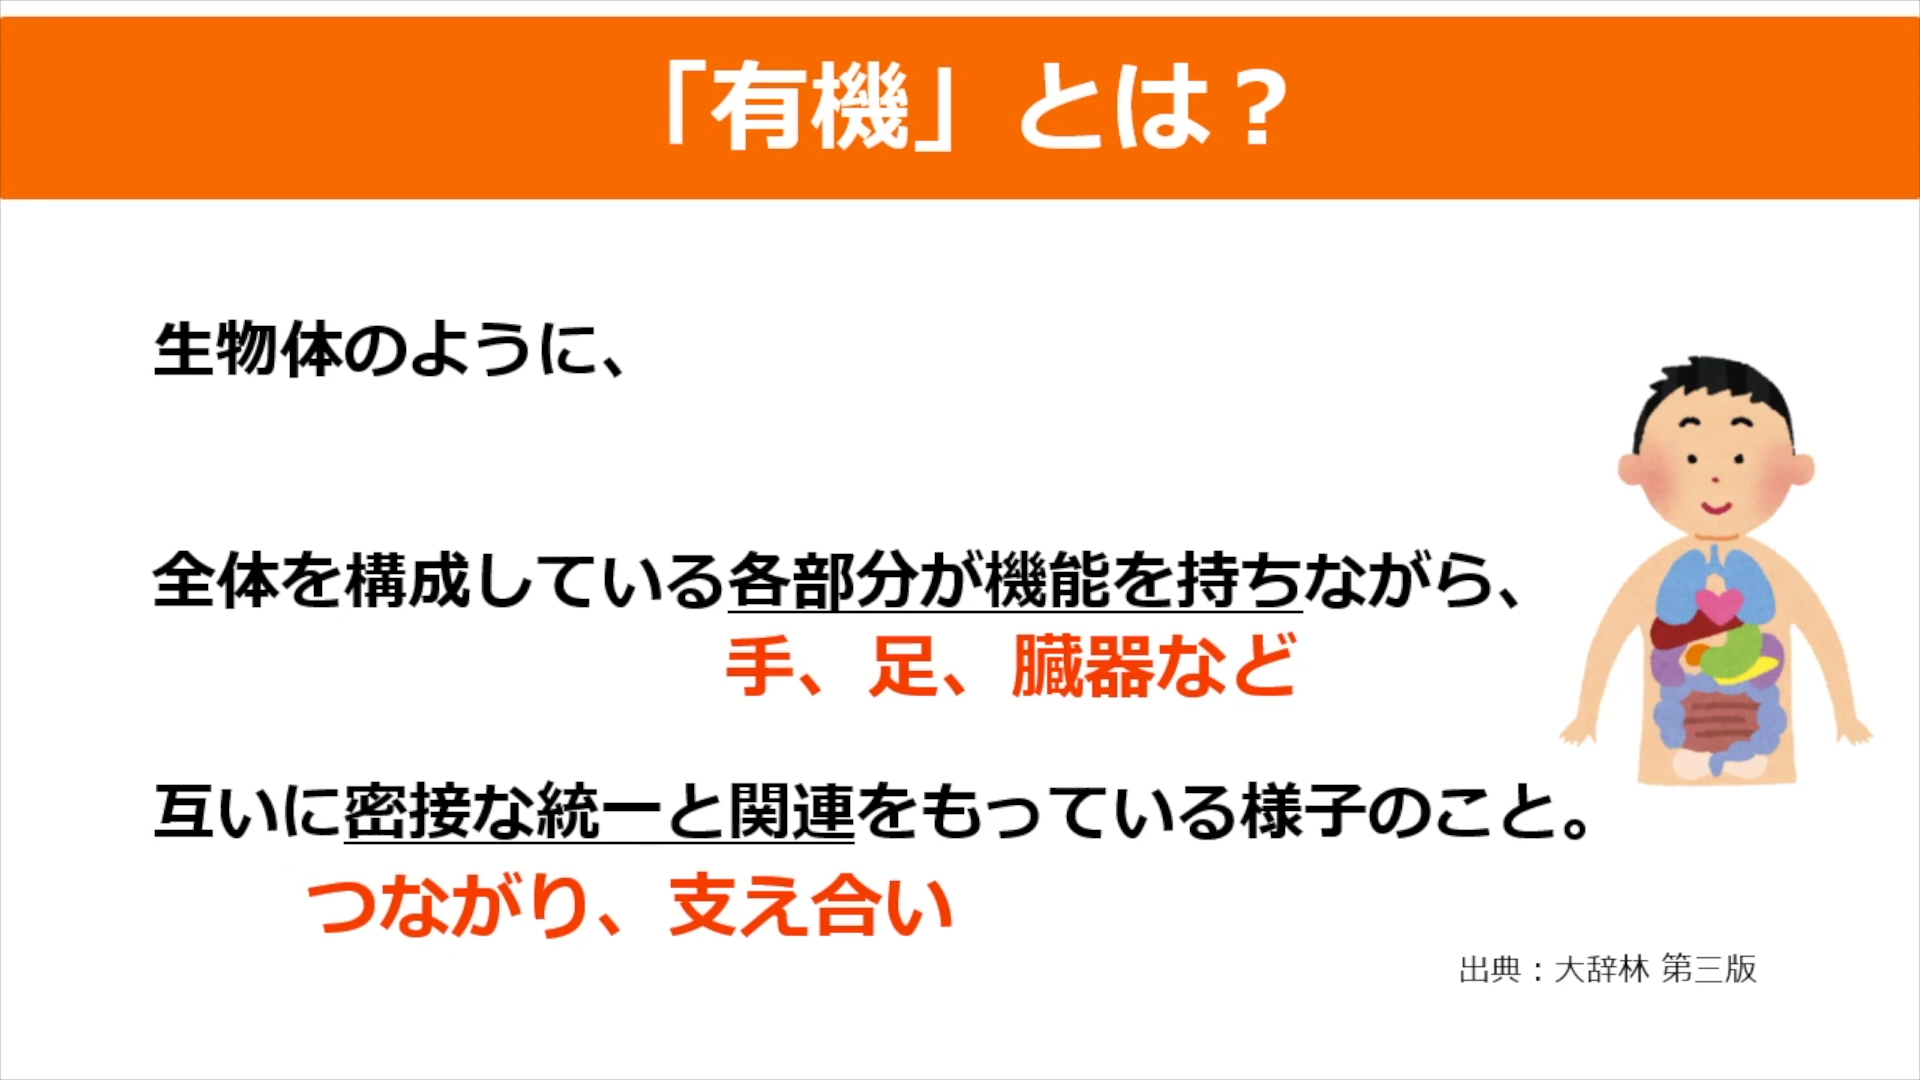 「有機」とは？
生物体のように、
全体を構成している各部分が機能を持ちながら、
手、足、臓器など
互いに密接な統一と関連をもっている様子のこと。
つながり、支え合い
出典：大辞林 第三版